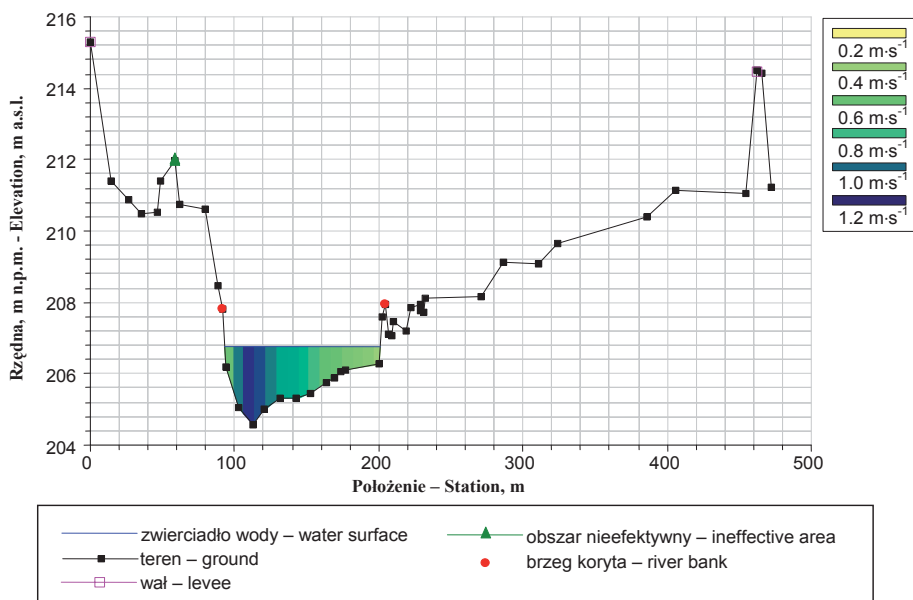 216
214
212
210
208
206
204
Rzędna, m n.p.m. - Elevation, m a.s.l.
0
100
200
300
400
500
Położenie – Station, m
0.2 m·s⁻¹
0.4 m·s⁻¹
0.6 m·s⁻¹
0.8 m·s⁻¹
1.0 m·s⁻¹
1.2 m·s⁻¹
zwierciadło wody – water surface
teren – ground
wał – levee
obszar nieefektywny – ineffective area
brzeg koryta – river bank